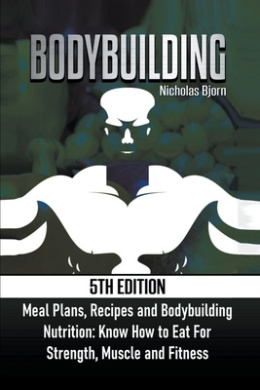 BODYBUILDING
Nicholas Bjorn
5TH EDITION
Meal Plans, Recipes and Bodybuilding
Nutrition: Know How to Eat For
Strength, Muscle and Fitness